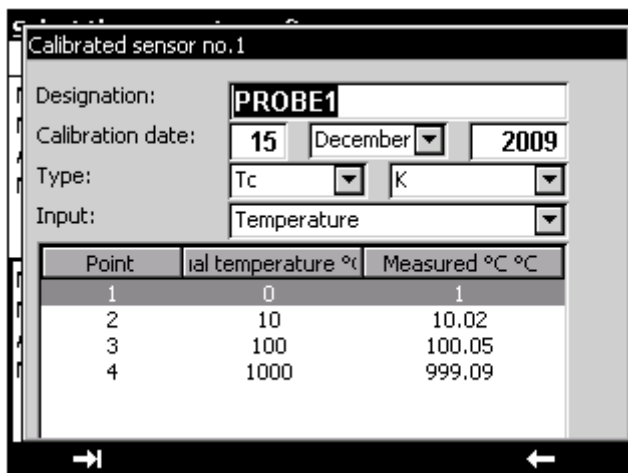 Calibrated sensor no.1
Designation: PROBE1
Calibration date: 15 December 2009
Type: Tc K
Input: Temperature
Point ial temperature °( Measured °C °C
1 0 1
2 10 10.02
3 100 100.05
4 1000 999.09